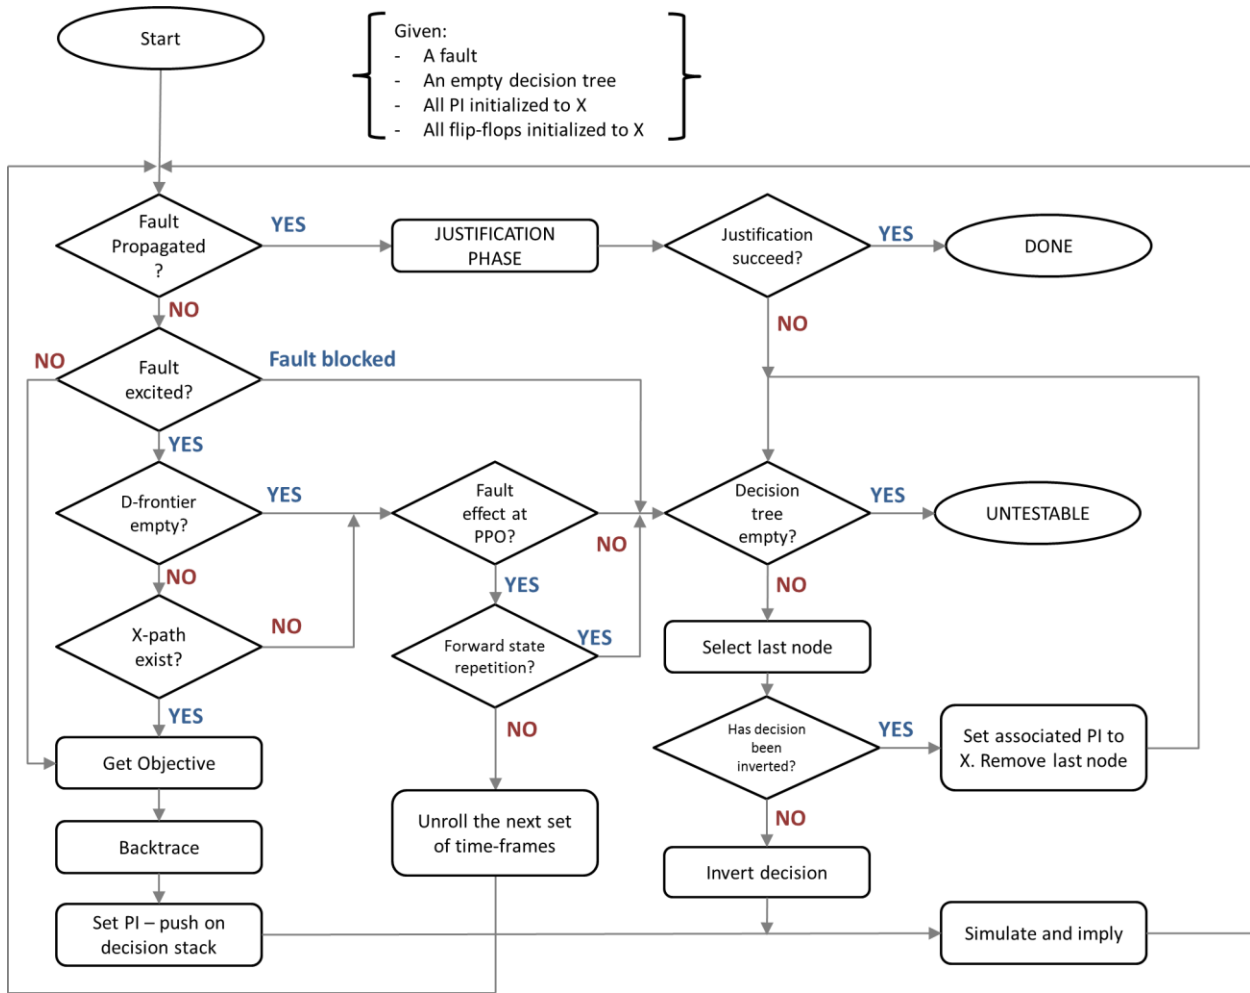 Start
Given:
- A fault
- An empty decision tree
- All PI initialized to X
- All flip-flops initialized to X
Fault
Propagated
?
YES
JUSTIFICATION
PHASE
Justification
succeed?
YES
DONE
NO
NO
NO
Fault
excited?
Fault blocked
YES
D-frontier
empty?
YES
Fault
effect at
PPO?
NO
Decision
tree
empty?
YES
UNTESTABLE
NO
YES
NO
X-path
exist?
NO
Forward state
repetition?
YES
Select last node
YES
NO
Has decision
been
inverted?
YES
Set associated PI to
X. Remove last node
Get Objective
NO
Unroll the next set
of time-frames
Backtrace
Invert decision
Set PI – push on
decision stack
Simulate and imply